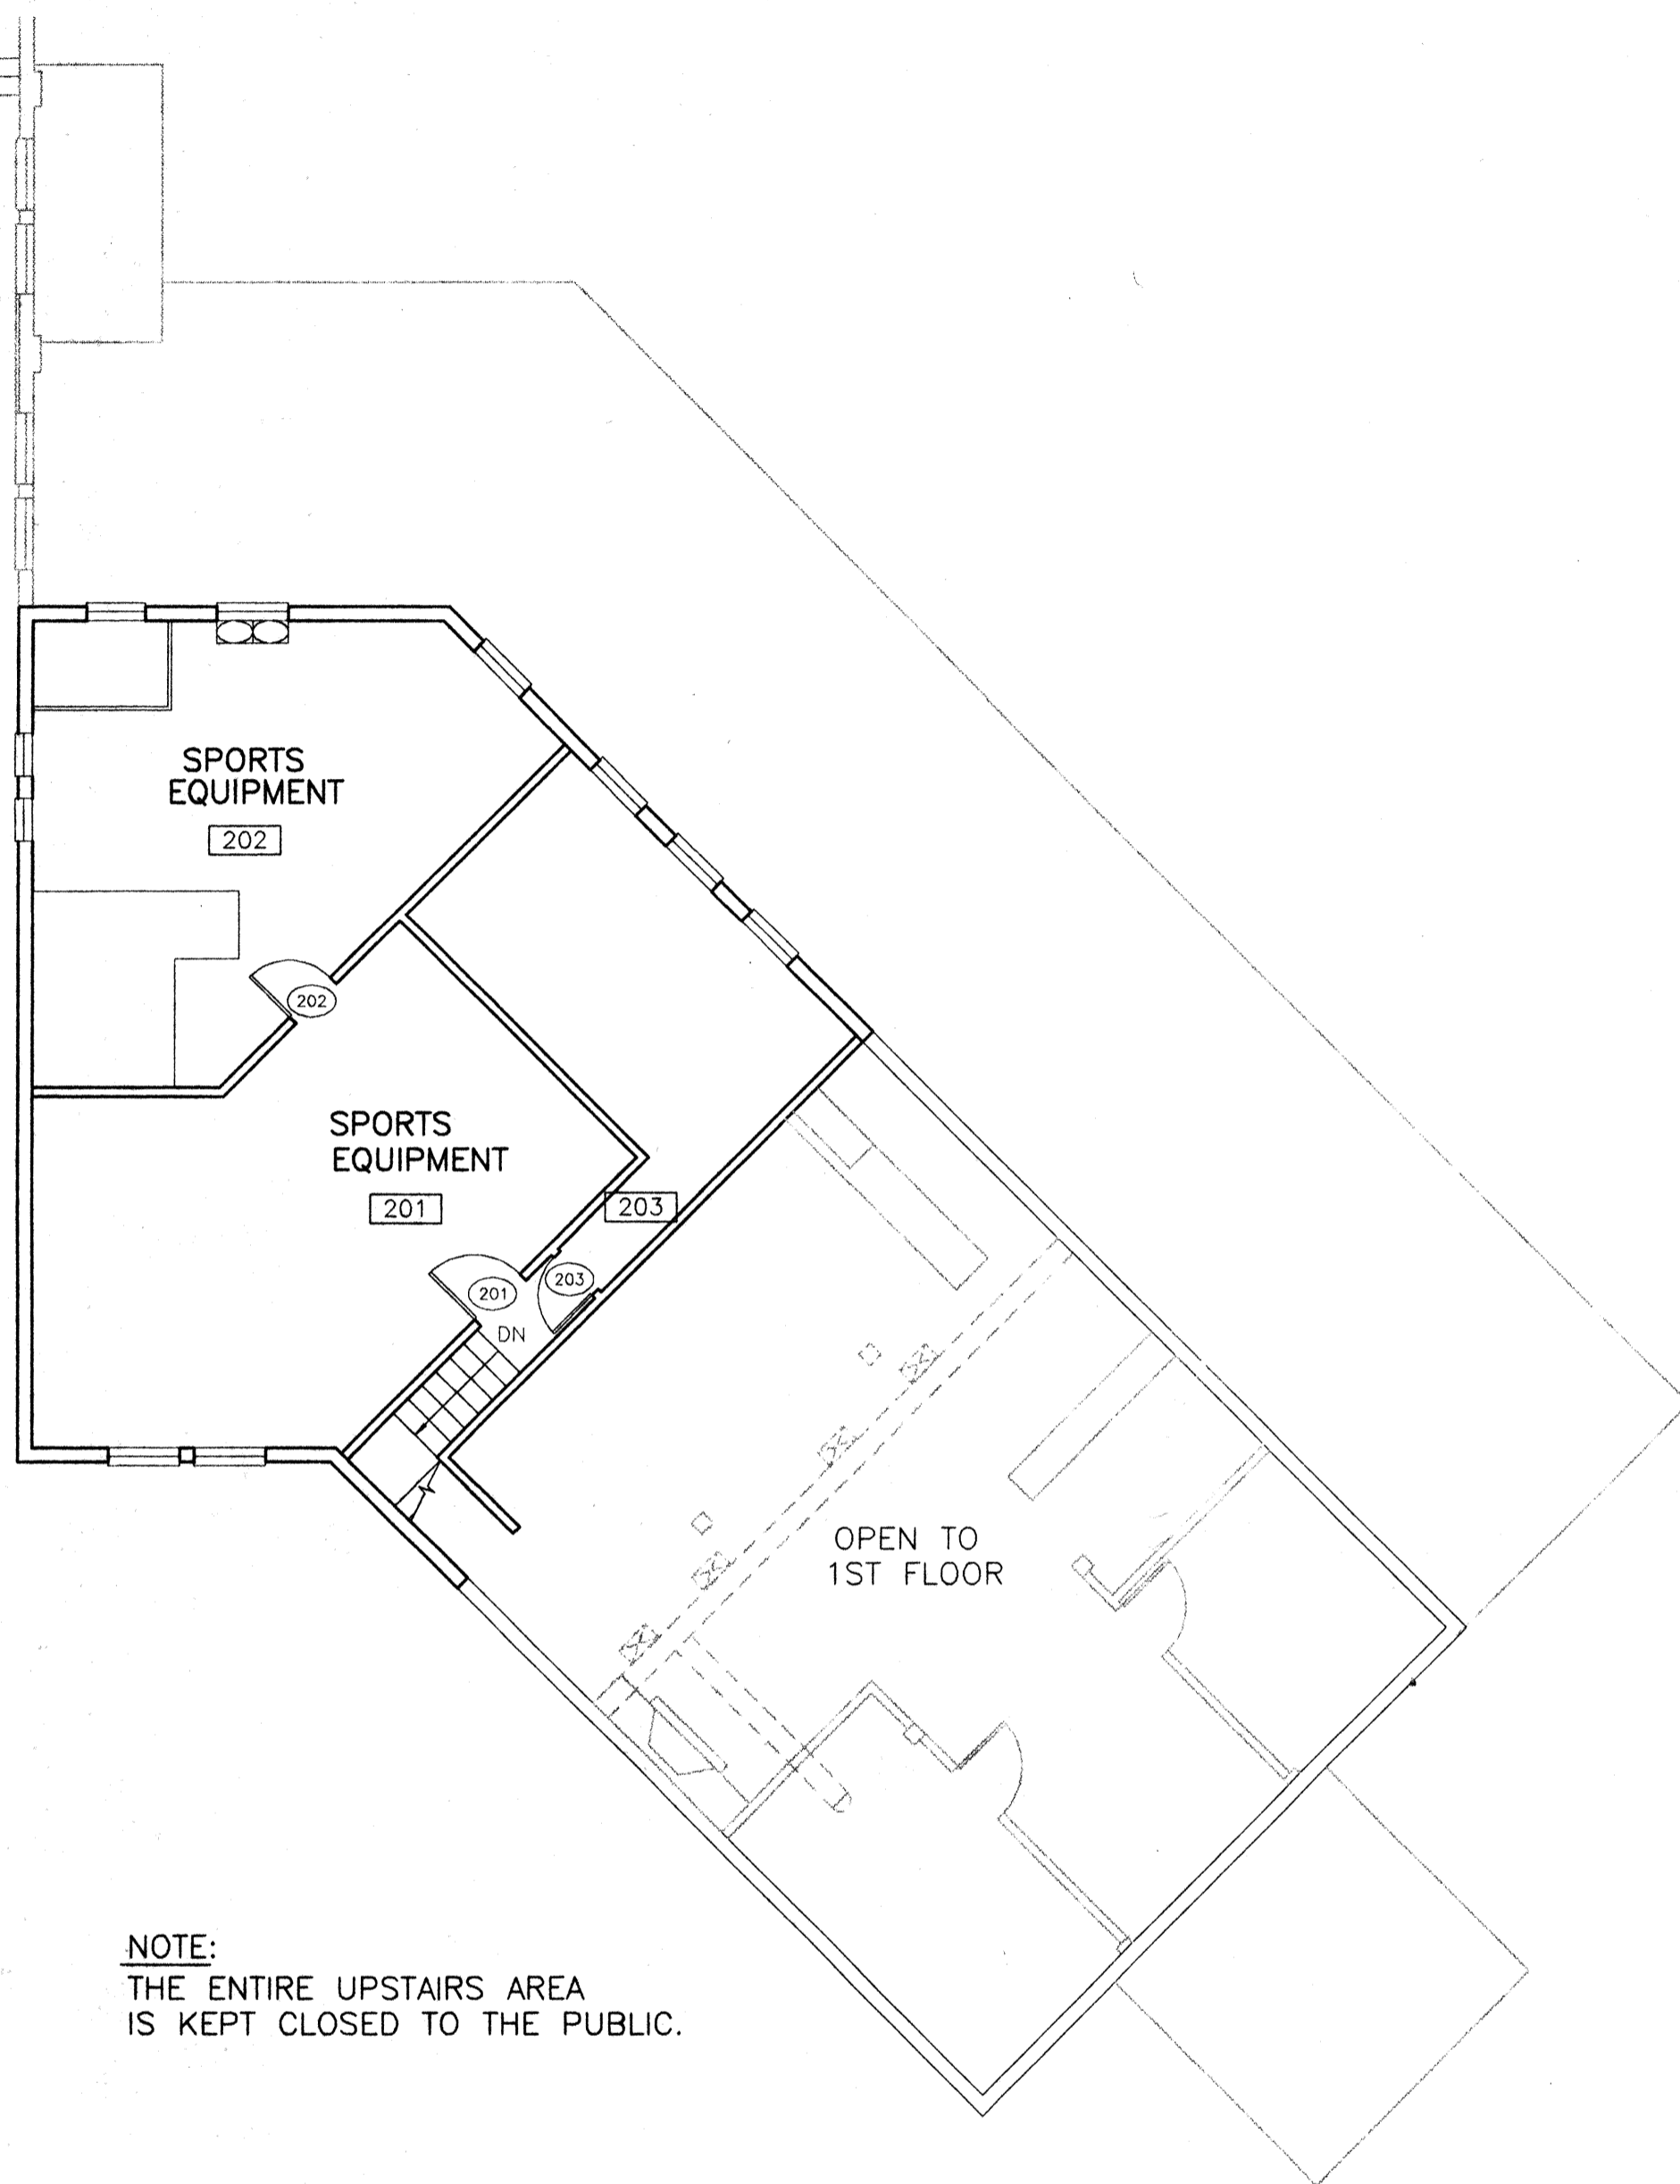 SPORTS
EQUIPMENT
202
202
SPORTS
EQUIPMENT
201
203
201
203
DN
OPEN TO
1ST FLOOR
NOTE:
THE ENTIRE UPSTAIRS AREA
IS KEPT CLOSED TO THE PUBLIC.